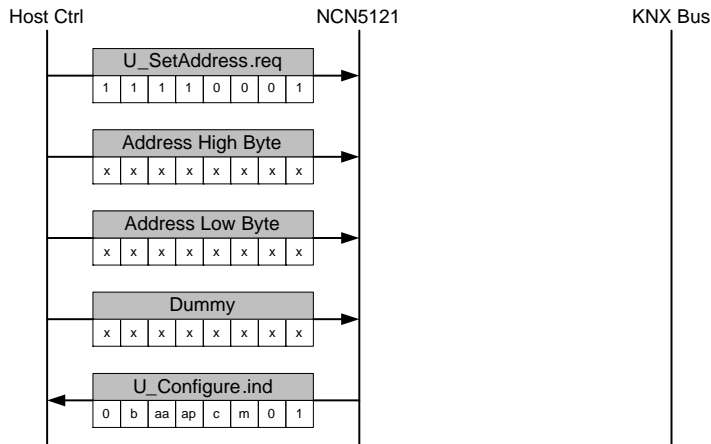 Host Ctrl NCN5121 KNX Bus
U_SetAddress.req
1 1 1 1 0 0 0 1
Address High Byte
x x x x x x x x
Address Low Byte
x x x x x x x x
Dummy
x x x x x x x x
U_Configure.ind
0 b aa ap c m 0 1